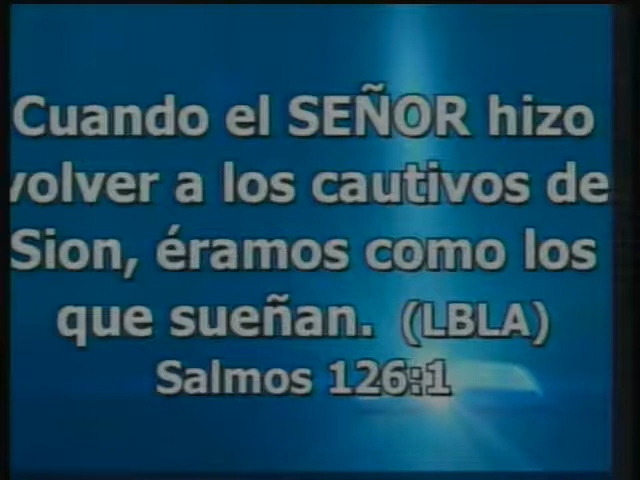 Cuando el SEÑOR hizo
volver a los cautivos de
Sion, éramos como los
que sueñan. (LBLA)
Salmos 126:1